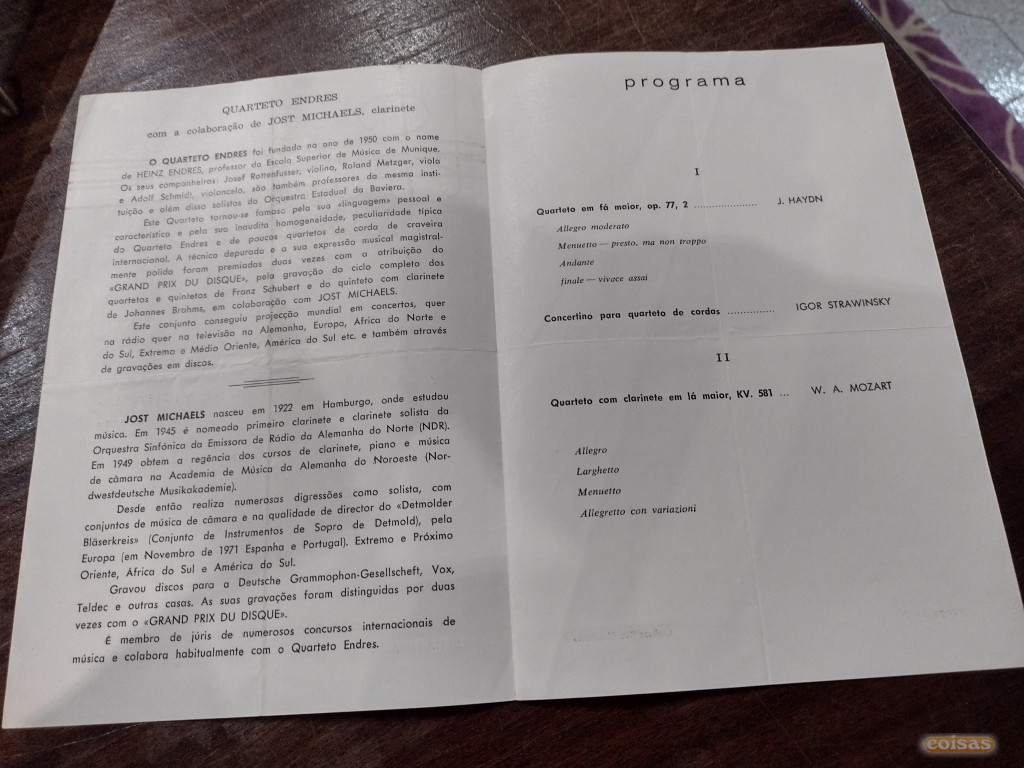 QUARTETO ENDRES
com a colaboração de JOST MICHAELS, clarinete
O QUARTETO ENDRES foi fundado no ano de 1950 com o nome
de HEINZ ENDRES, professor da Escola Superior de Música de Munique.
Os seus companheiros: Josef Rottenfusser, violino, Roland Metzger, viola
e Adolf Schmidt, violoncelo, são também professores da mesma insti-
tuição e além disso solistas da Orquestra Estadual da Baviera.
Este Quarteto tornou-se famoso pela sua «linguagem» pessoal e
característica e pela sua inaudita homogeneidade, peculiaridade típica
do Quarteto Endres e de poucos quartetos de corda de craveira
internacional. A técnica depurada e a sua expressão musical magistral-
mente polida foram premiadas duas vezes com a atribuição do
«GRAND PRIX DU DISQUE», pela gravação do ciclo completo dos
quartetos e quintetos de Franz Schubert e do quinteto com clarinete
de Johannes Brahms, em colaboração com JOST MICHAELS.
Este conjunto conseguiu projecção mundial em concertos, quer
na rádio quer na televisão na Alemanha, Europa, África do Norte e
do Sul, Extremo e Médio Oriente, América do Sul etc. e também através
de gravações em discos.
JOST MICHAELS nasceu em 1922 em Hamburgo, onde estudou
música. Em 1945 é nomeado primeiro clarinete e clarinete solista da
Orquestra Sinfónica da Emissora de Rádio da Alemanha do Norte (NDR).
Em 1949 obtem a regência dos cursos de clarinete, piano e música
de câmara na Academia de Música da Alemanha do Noroeste (Nor-
dwestdeutsche Musikakademie).
Desde então realiza numerosas digressões como solista, com
conjuntos de música de câmara e na qualidade de director do «Detmolder
Bläserkreis» (Conjunto de Instrumentos de Sopro de Detmold), pela
Europa (em Novembro de 1971 Espanha e Portugal). Extremo e Próximo
Oriente, África do Sul e América do Sul.
Gravou discos para a Deutsche Grammophon-Gesellscheft, Vox,
Teldec e outras casas. As suas gravações foram distinguidas por duas
vezes com o «GRAND PRIX DU DISQUE».
É membro de júris de numerosos concursos internacionais de
música e colabora habitualmente com o Quarteto Endres.
programa
I
Quarteto em fá maior, op. 77, 2 ..................... J. HAYDN
Allegro moderato
Menuetto — presto, ma non troppo
Andante
finale — vivace assai
Concertino para quarteto de cordas ............... IGOR STRAWINSKY
II
Quarteto com clarinete em lá maior, KV. 581 ... W. A. MOZART
Allegro
Larghetto
Menuetto
Allegretto con variazioni
coisas